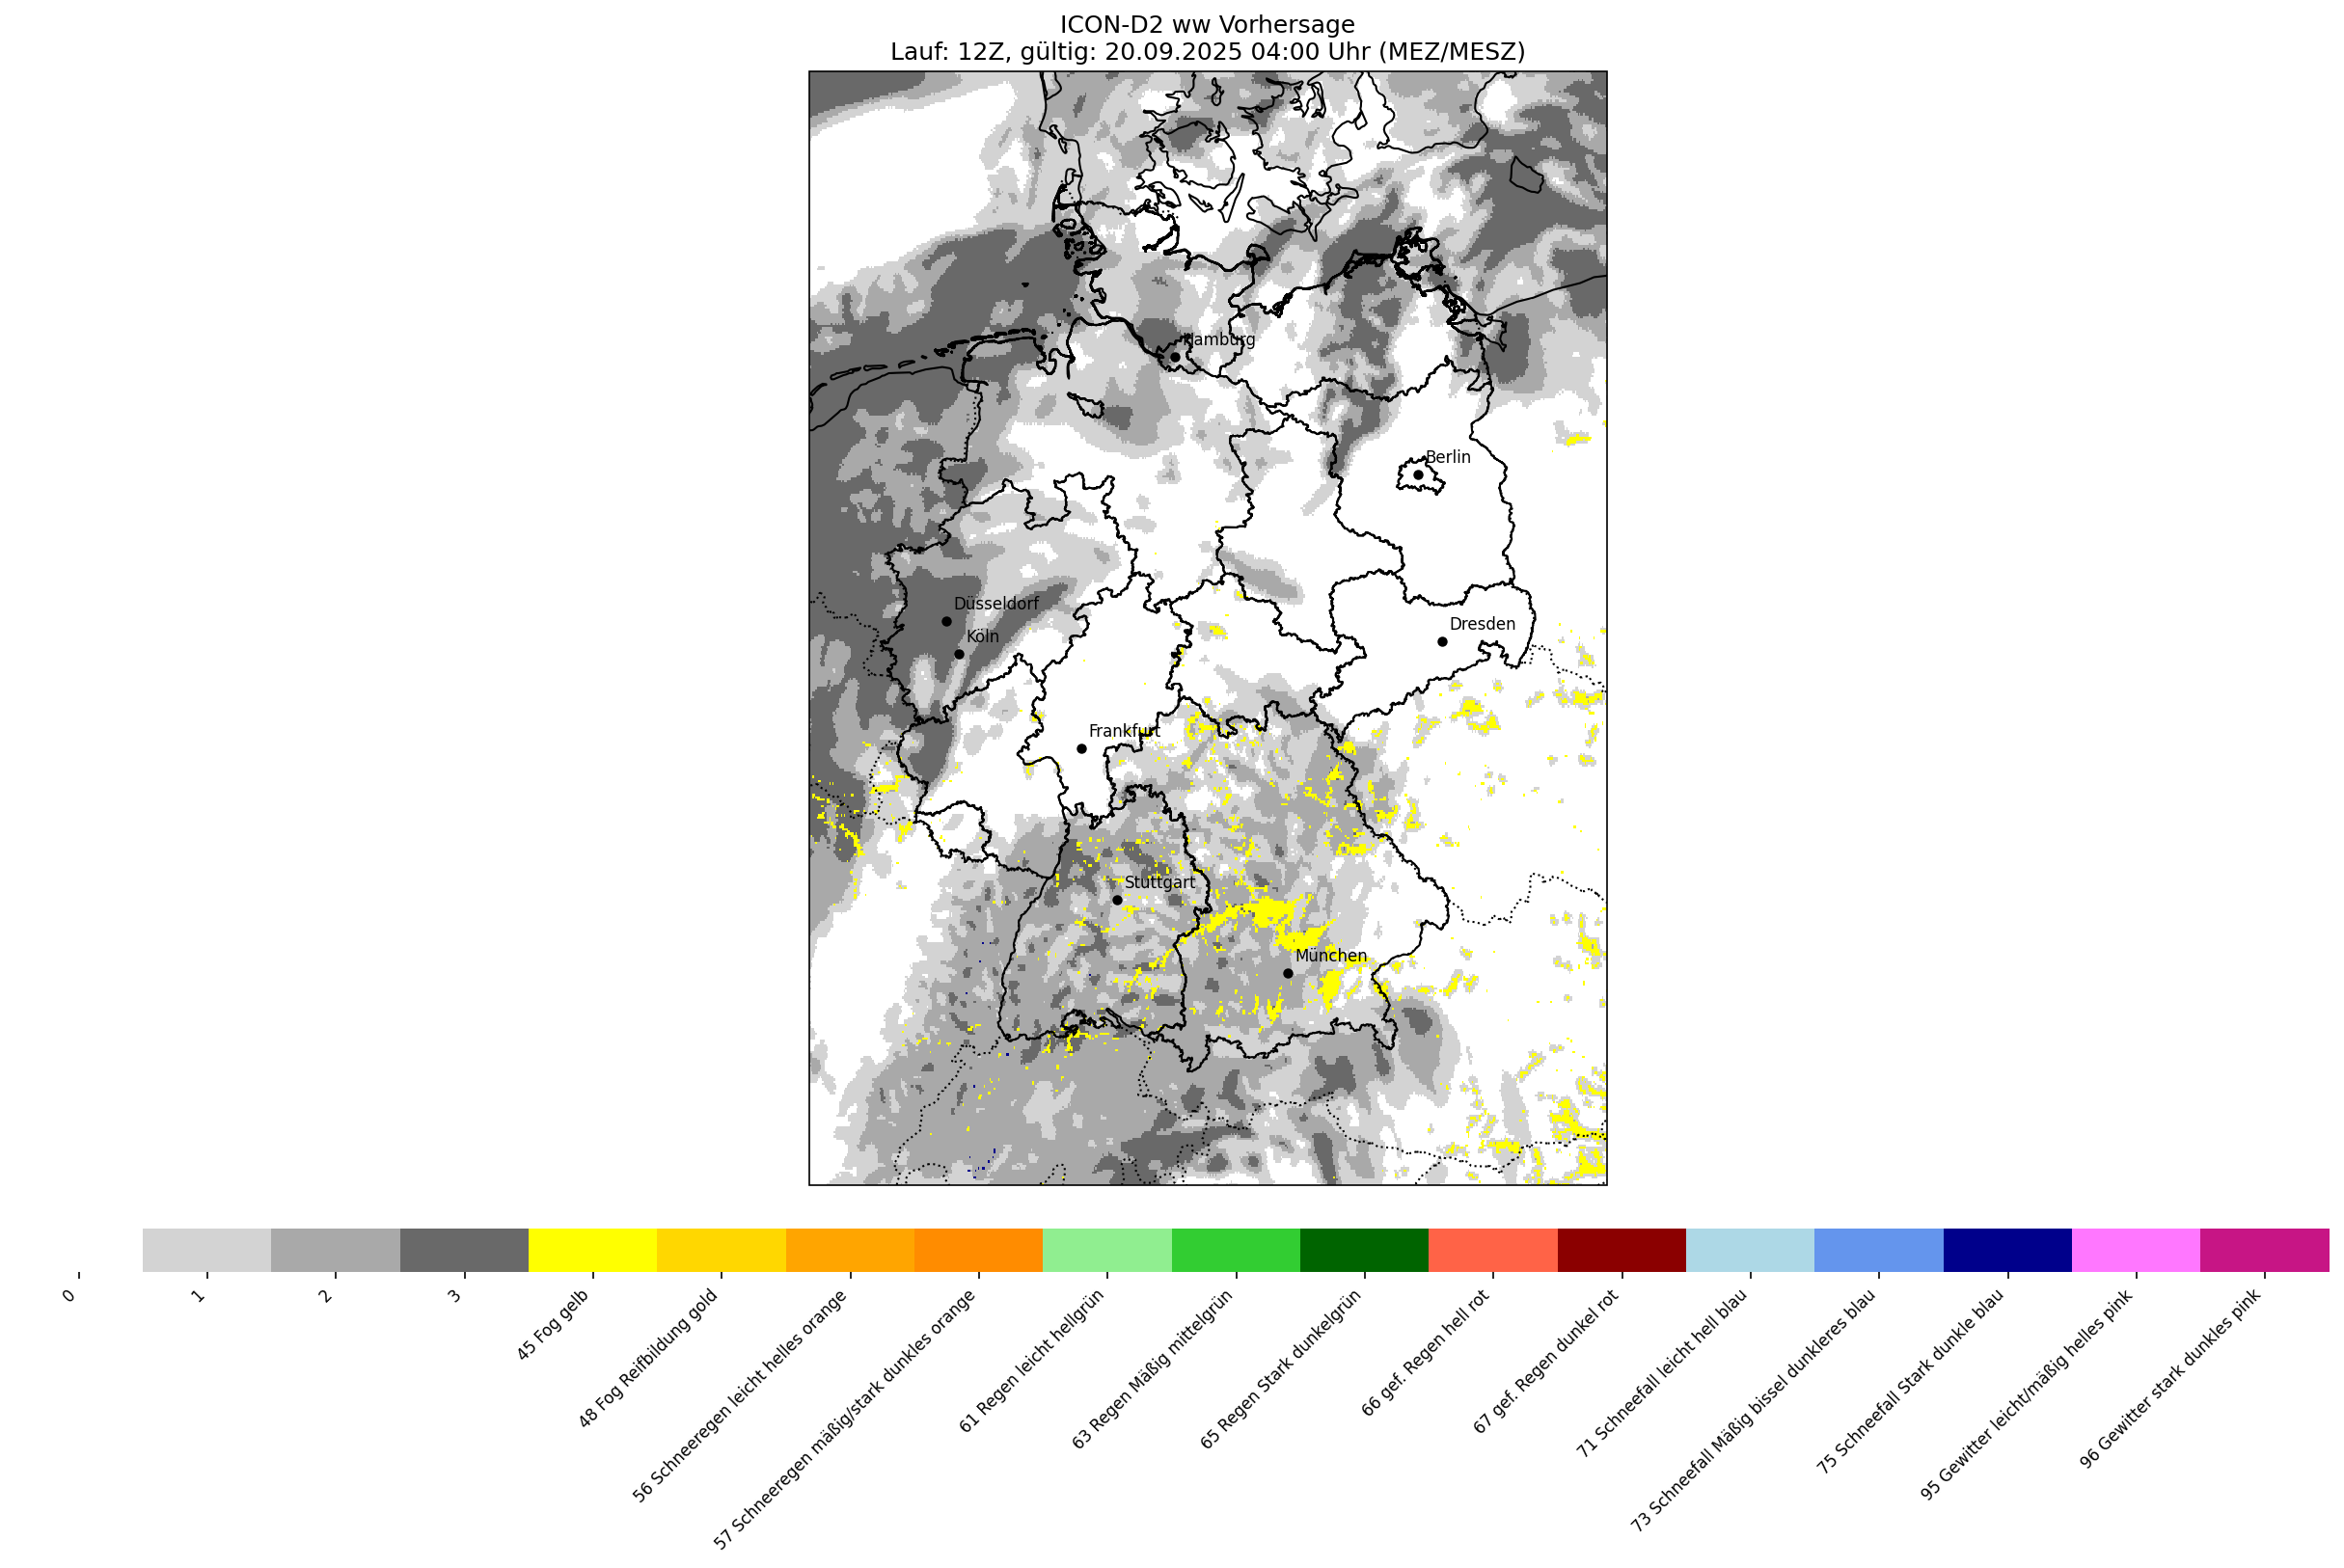 ICON-D2 ww Vorhersage
Lauf: 12Z, gültig: 20.09.2025 04:00 Uhr (MEZ/MESZ)
Hamburg
Berlin
Düsseldorf
Köln
Dresden
Frankfurt
Stuttgart
München
0
1
2
3
45 Fog gelb
48 Fog Reifbildung gold
56 Schneeregen leicht helles orange
57 Schneeregen mäßig/stark dunkles orange
61 Regen leicht hellgrün
63 Regen Mäßig mittelgrün
65 Regen Stark dunkelgrün
66 gef. Regen hell rot
67 gef. Regen dunkel rot
71 Schneefall leicht hell blau
73 Schneefall Mäßig bissel dunkleres blau
75 Schneefall Stark dunkle blau
95 Gewitter leicht/mäßig helles pink
96 Gewitter stark dunkles pink